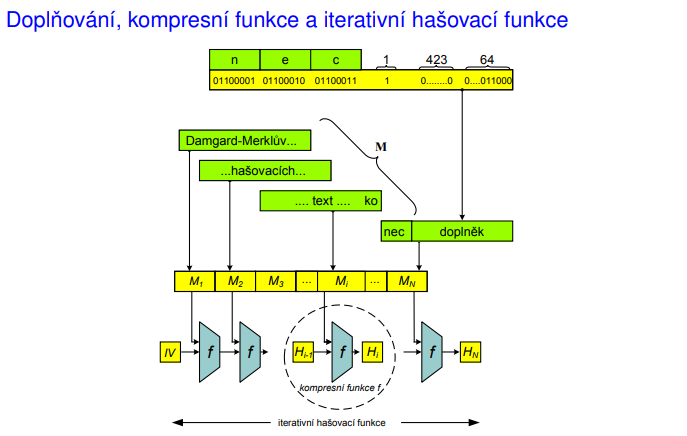 Doplňování, kompresní funkce a iterativní hašovací funkce
n e c 1 423 64
01100001 01100010 01100011 1 0........0 0....011000
Damgard-Merklův...
M
...hašovacích...
.... text .... ko
nec doplněk
M1 M2 M3 ... Mi ... MN
IV f f Hi-1 f Hi f HN
kompresní funkce f
iterativní hašovací funkce